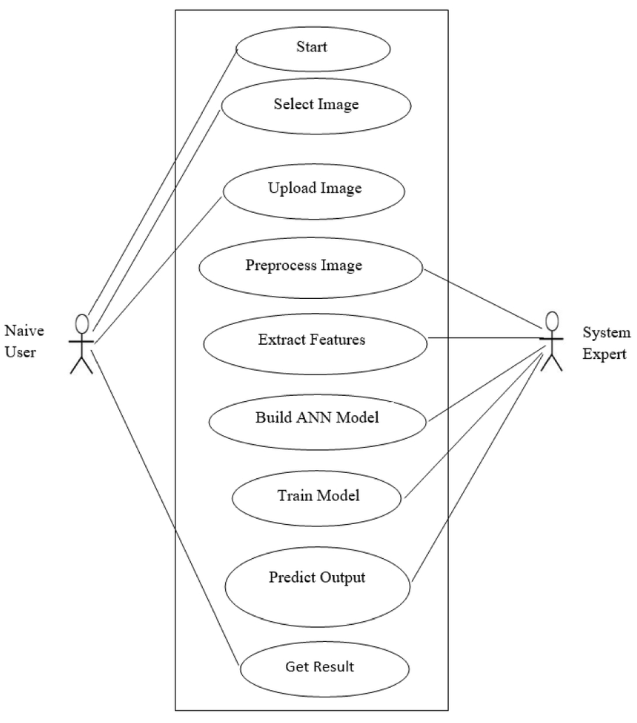 Start
Select Image
Upload Image
Preprocess Image
Naive
User
Extract Features
System
Expert
Build ANN Model
Train Model
Predict Output
Get Result